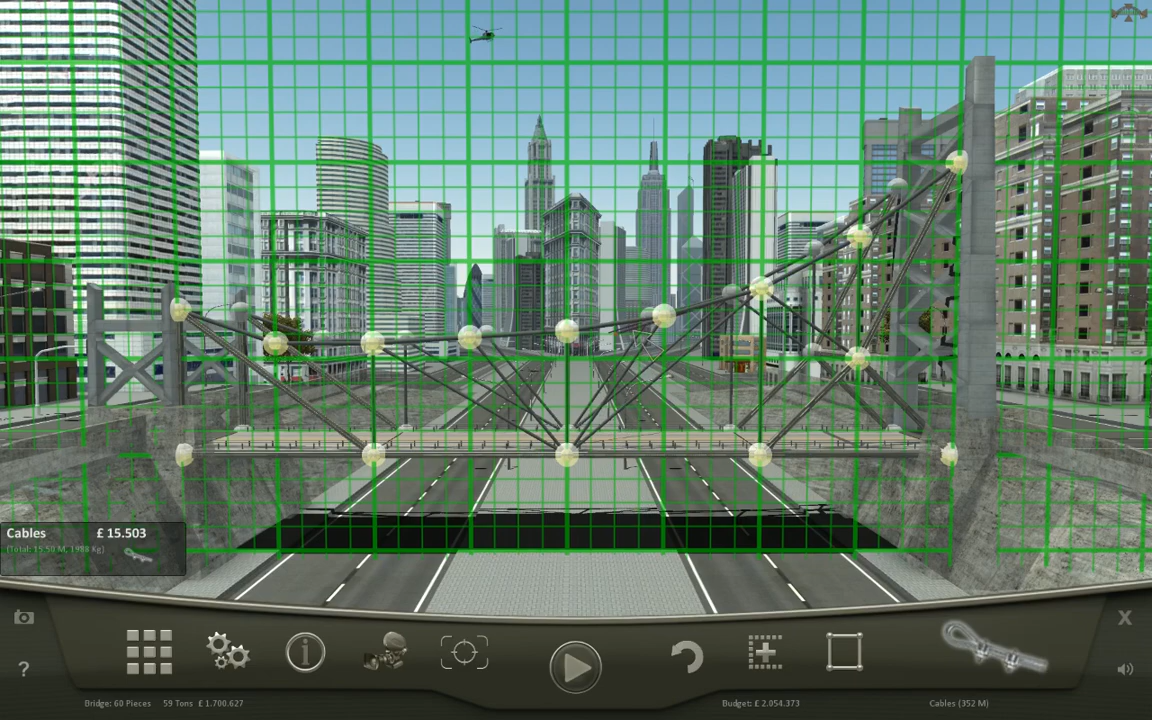 Cables £ 15.503
(Total: 15.50 M, 1988 Kg)
?
X
Bridge: 60 Pieces 59 Tons £ 1.700.627 Budget: £ 2.054.373 Cables (352 M)